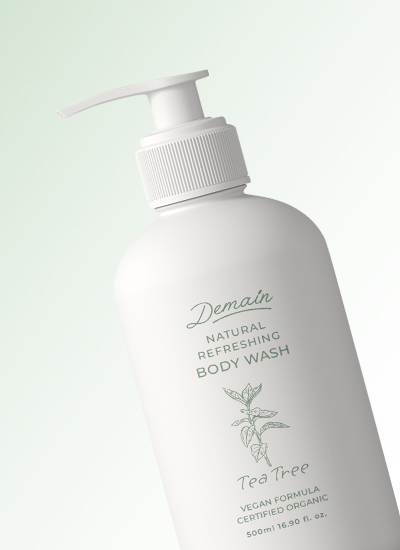 Demain
NATURAL
REFRESHING
BODY WASH
Tea Tree
VEGAN FORMULA
CERTIFIED ORGANIC
500ml 16.90 fl. oz.